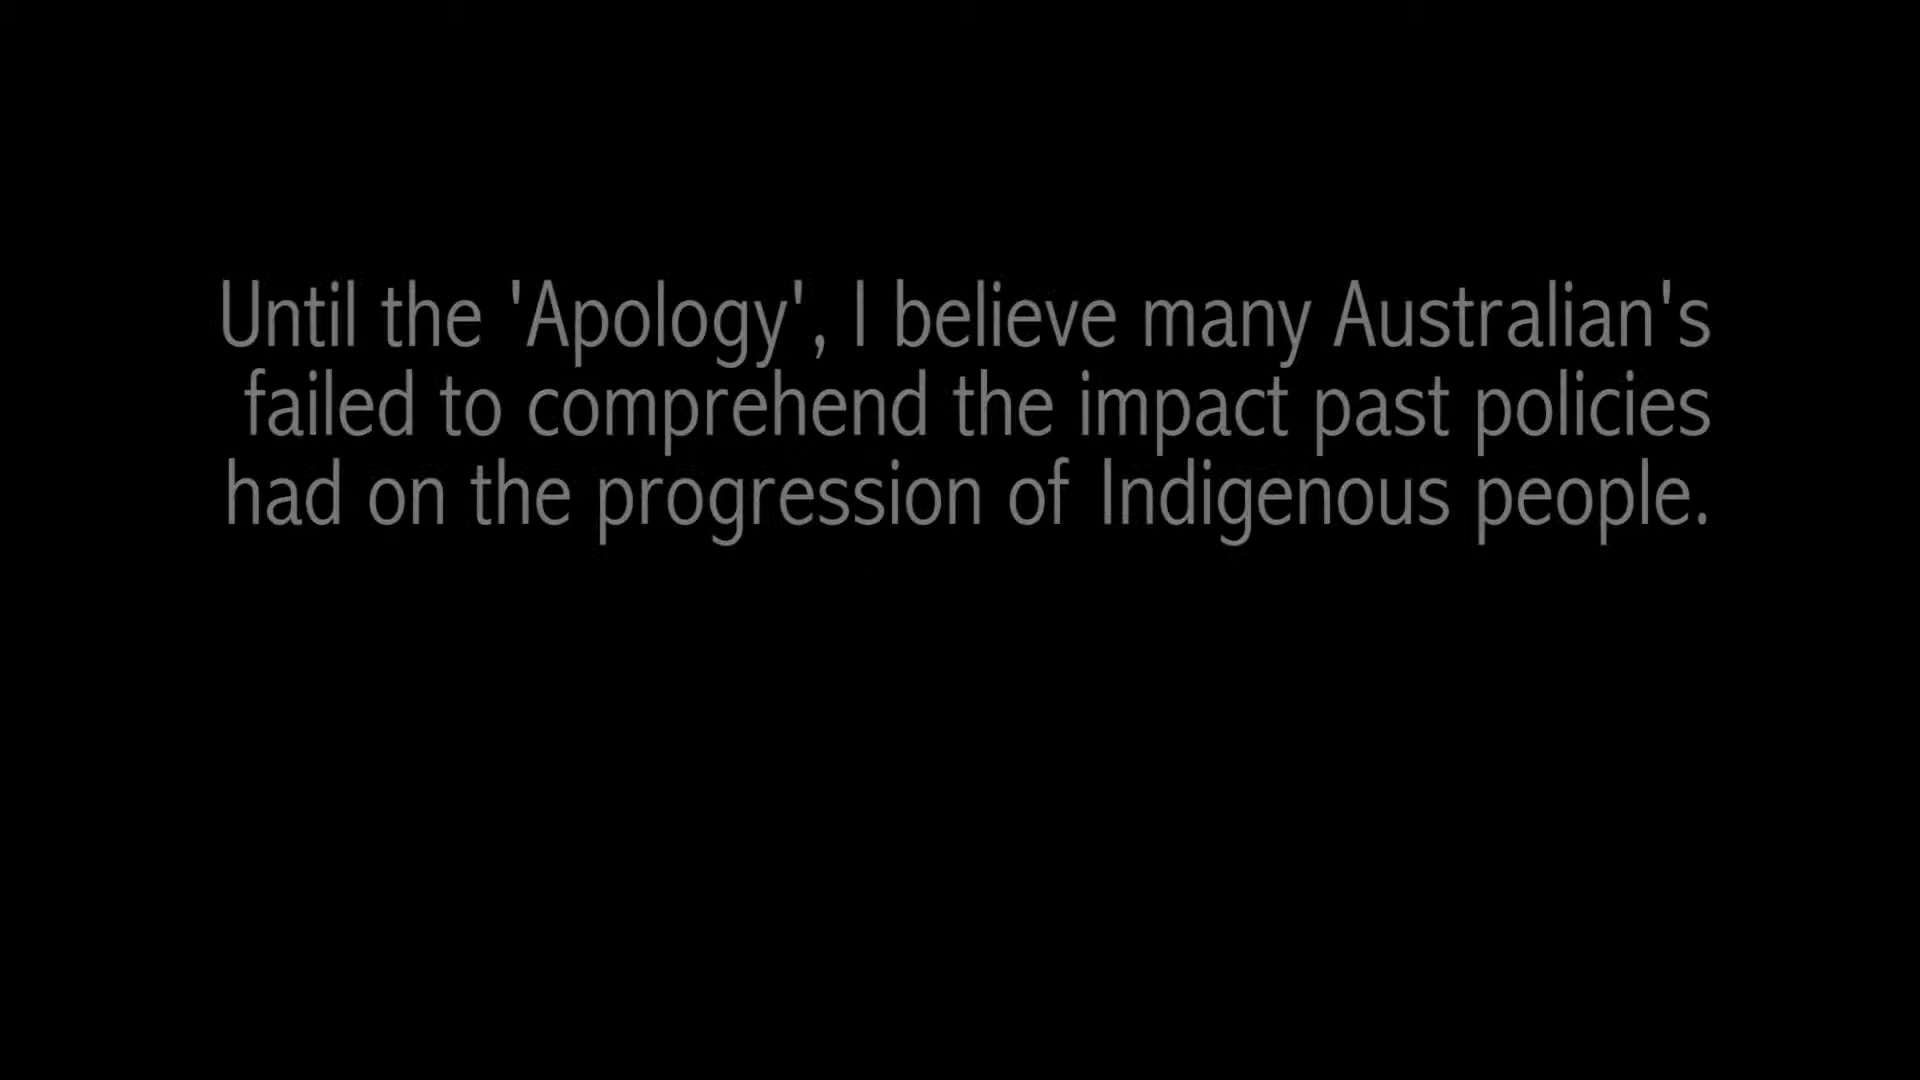 Until the 'Apology', I believe many Australian's
failed to comprehend the impact past policies
had on the progression of Indigenous people.